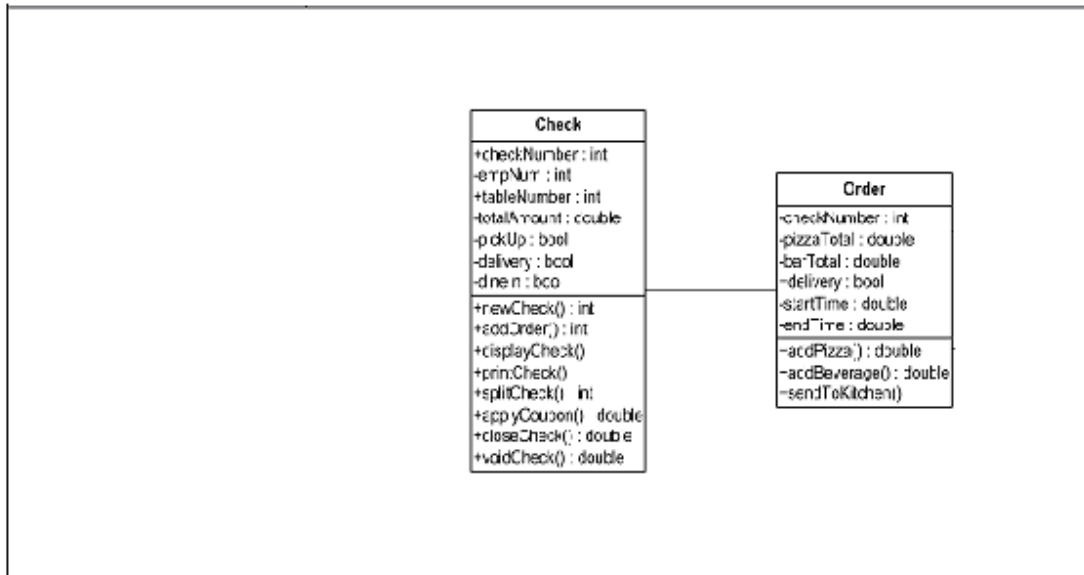 Check
+checkNumber : int
-empNum : int
+tableNumber : int
-totalAmount : double
-pickUp : bool
-delivery : bool
-dineIn : bool
+newCheck() : int
+addOrder() : int
+displayCheck()
+printCheck()
+splitCheck() : int
+applyCoupon() : double
+closeCheck() : double
+voidCheck() : double
Order
-checkNumber : int
-pizzaTotal : double
-barTotal : double
+delivery : bool
-startTime : double
-endTime : double
+addPizza() : double
+addBeverage() : double
+sendToKitchen()